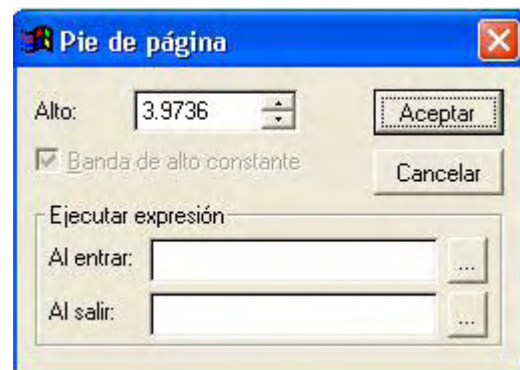 Pie de página
Alto: 3.9736 Aceptar
Banda de alto constante Cancelar
Ejecutar expresión
Al entrar: ...
Al salir: ...